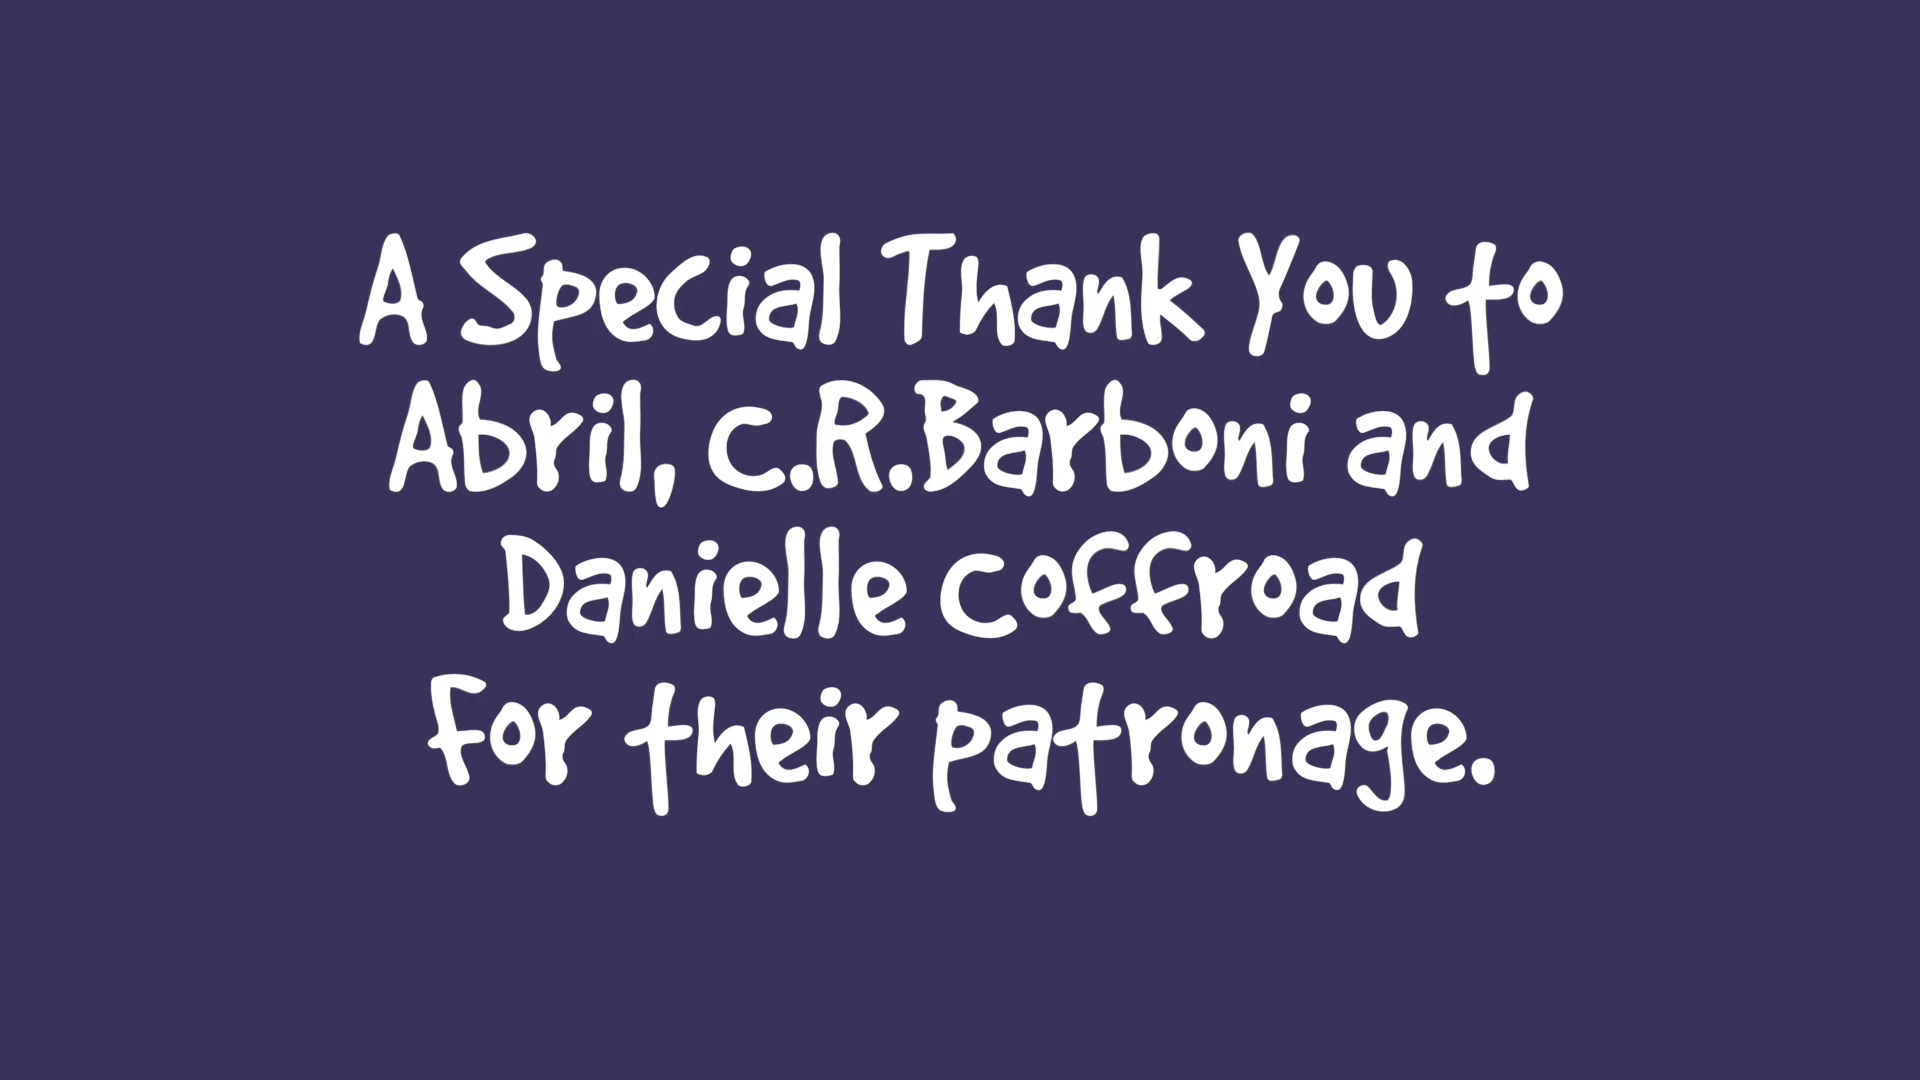 A Special Thank You to
Abril, C.R.Barboni and
Danielle Coffroad
for their patronage.